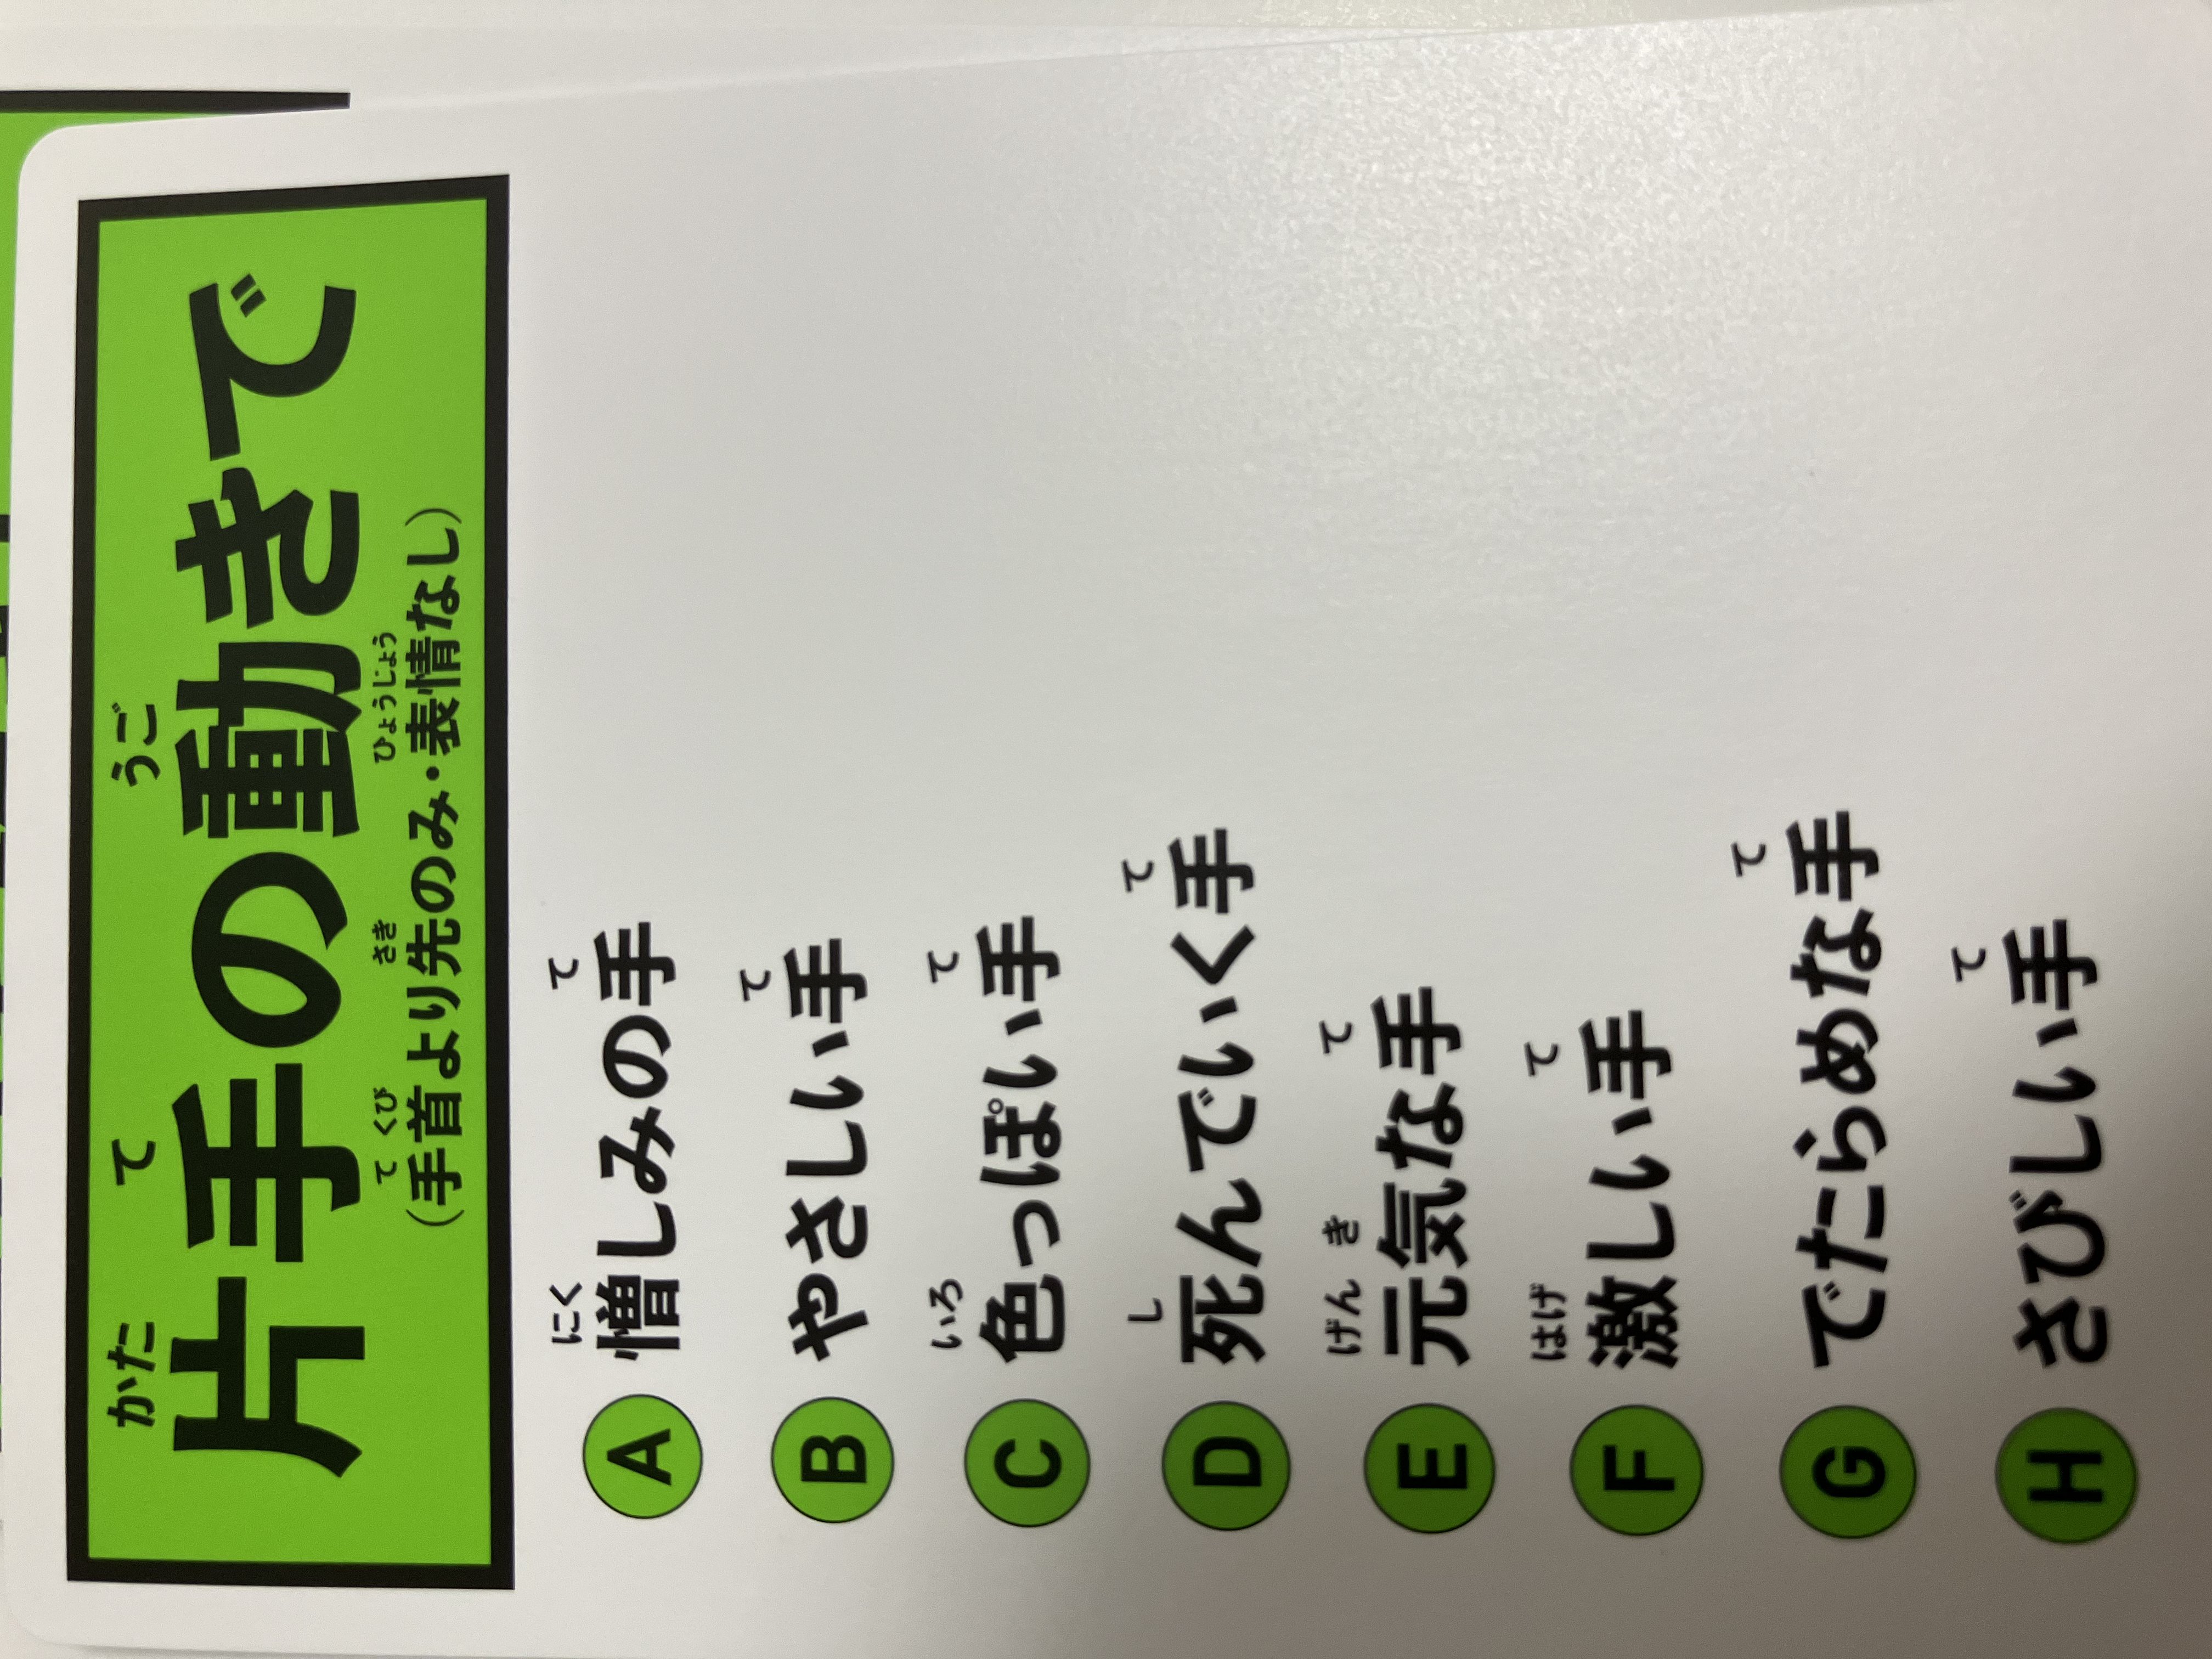 かた て うご
片手の動きで
て くび さき ひょうじょう
(手首より先のみ・表情なし)
にく て
A 憎しみの手
て
B やさしい手
いろ て
C 色っぽい手
し て
D 死んでいく手
げん き て
E 元気な手
はげ て
F 激しい手
て
G でたらめな手
て
H さびしい手